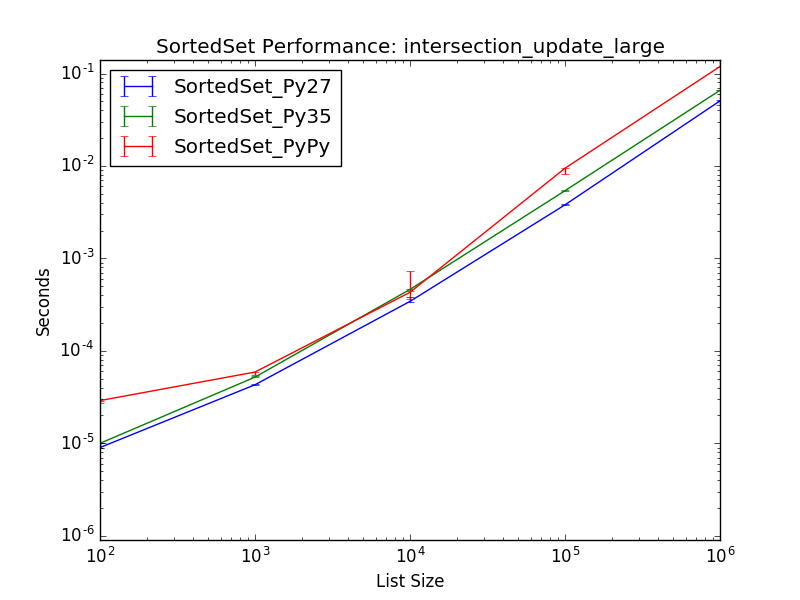 SortedSet Performance: intersection_update_large
SortedSet_Py27
SortedSet_Py35
SortedSet_PyPy
10^-1
10^-2
10^-3
10^-4
10^-5
10^-6
Seconds
10^2 10^3 10^4 10^5 10^6
List Size